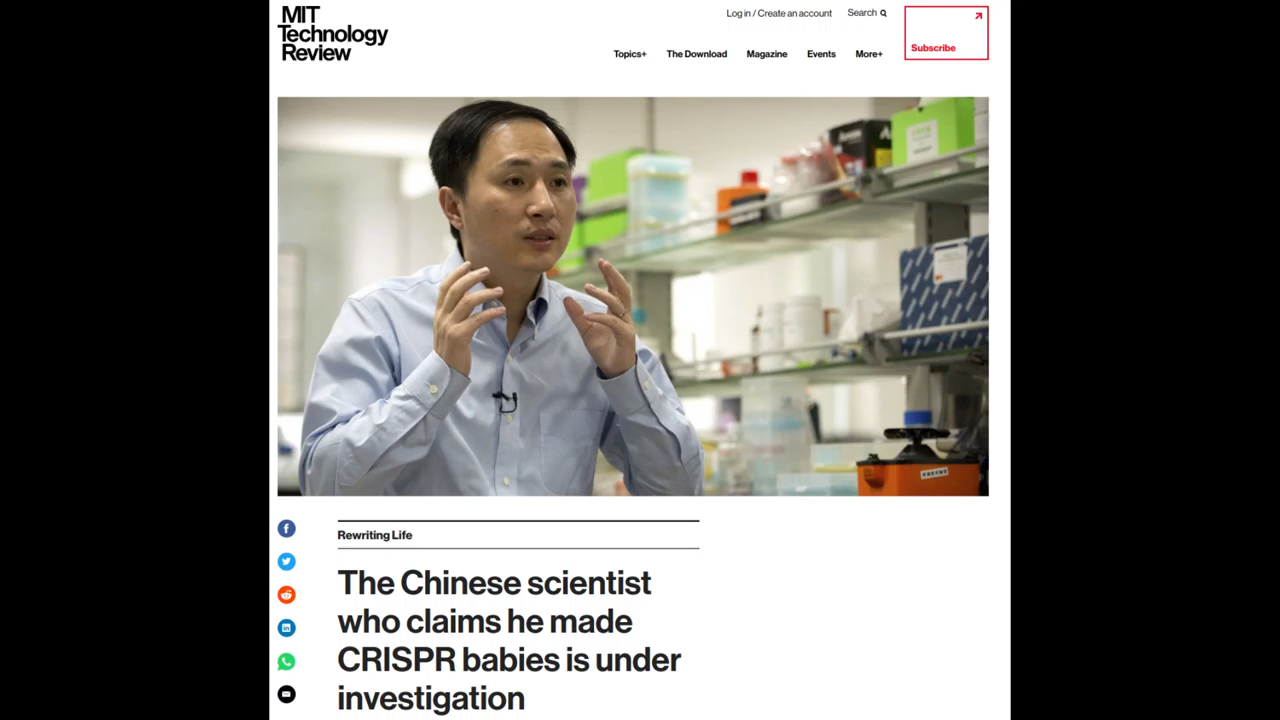 MIT
Technology
Review
Log in / Create an account
Search
Topics+
The Download
Magazine
Events
More+
Subscribe
Rewriting Life
The Chinese scientist
who claims he made
CRISPR babies is under
investigation